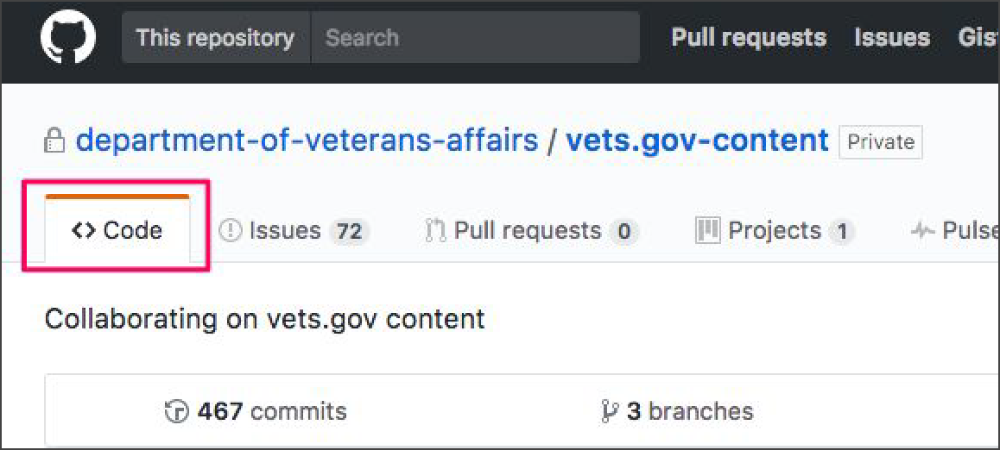 This repository Search Pull requests Issues Gis
department-of-veterans-affairs / vets.gov-content Private
<> Code Issues 72 Pull requests 0 Projects 1 Pulse
Collaborating on vets.gov content
467 commits 3 branches